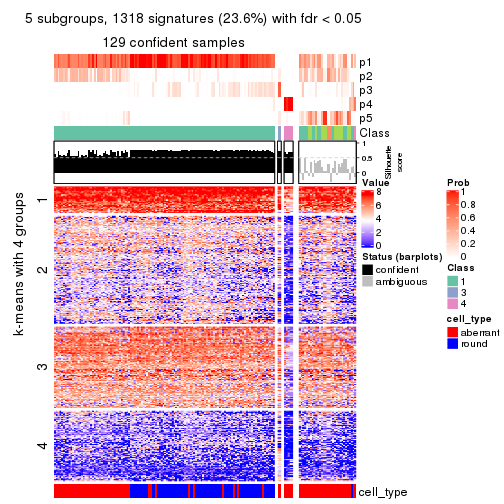 5 subgroups, 1318 signatures (23.6%) with fdr < 0.05
129 confident samples
p1
p2
p3
p4
p5
Class
1
0.5
0
Silhouette
score
k-means with 4 groups
1
2
3
4
cell_type
Value
8
6
4
2
0
Status (barplots)
confident
ambiguous
Prob
1
0.8
0.6
0.4
0.2
0
Class
1
3
4
cell_type
aberrant
round